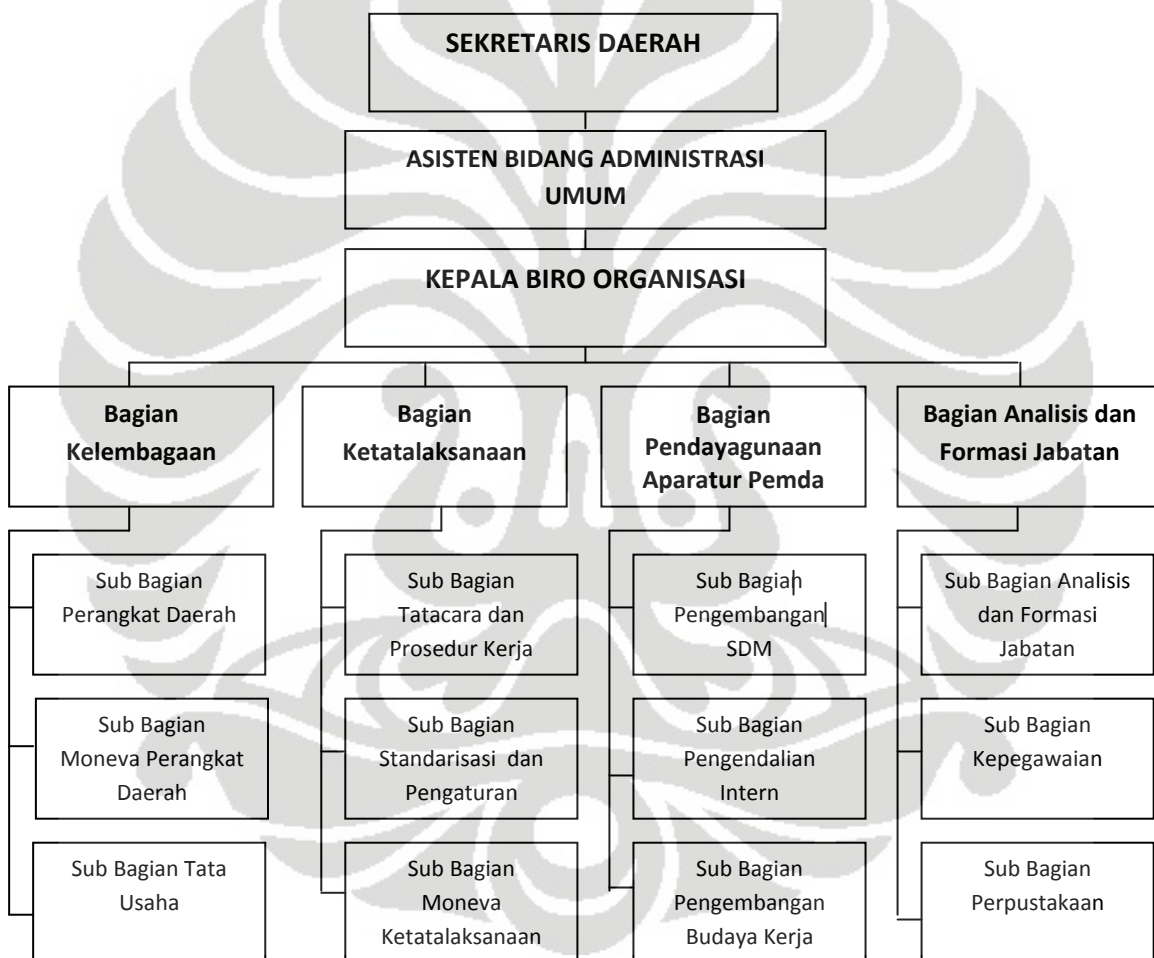 SEKRETARIS DAERAH
ASISTEN BIDANG ADMINISTRASI
UMUM
KEPALA BIRO ORGANISASI
Bagian
Kelembagaan
Bagian
Ketatalaksanaan
Bagian
Pendayagunaan
Aparatur Pemda
Bagian Analisis dan
Formasi Jabatan
Sub Bagian
Perangkat Daerah
Sub Bagian
Tatacara dan
Prosedur Kerja
Sub Bagian
Pengembangan
SDM
Sub Bagian Analisis
dan Formasi
Jabatan
Sub Bagian
Moneva Perangkat
Daerah
Sub Bagian
Standarisasi dan
Pengaturan
Sub Bagian
Pengendalian
Intern
Sub Bagian
Kepegawaian
Sub Bagian Tata
Usaha
Sub Bagian
Moneva
Ketatalaksanaan
Sub Bagian
Pengembangan
Budaya Kerja
Sub Bagian
Perpustakaan